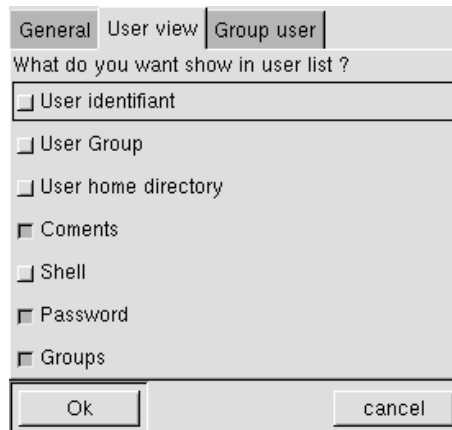 General User view Group user
What do you want show in user list ?
User identifiant
User Group
User home directory
Coments
Shell
Password
Groups
Ok cancel